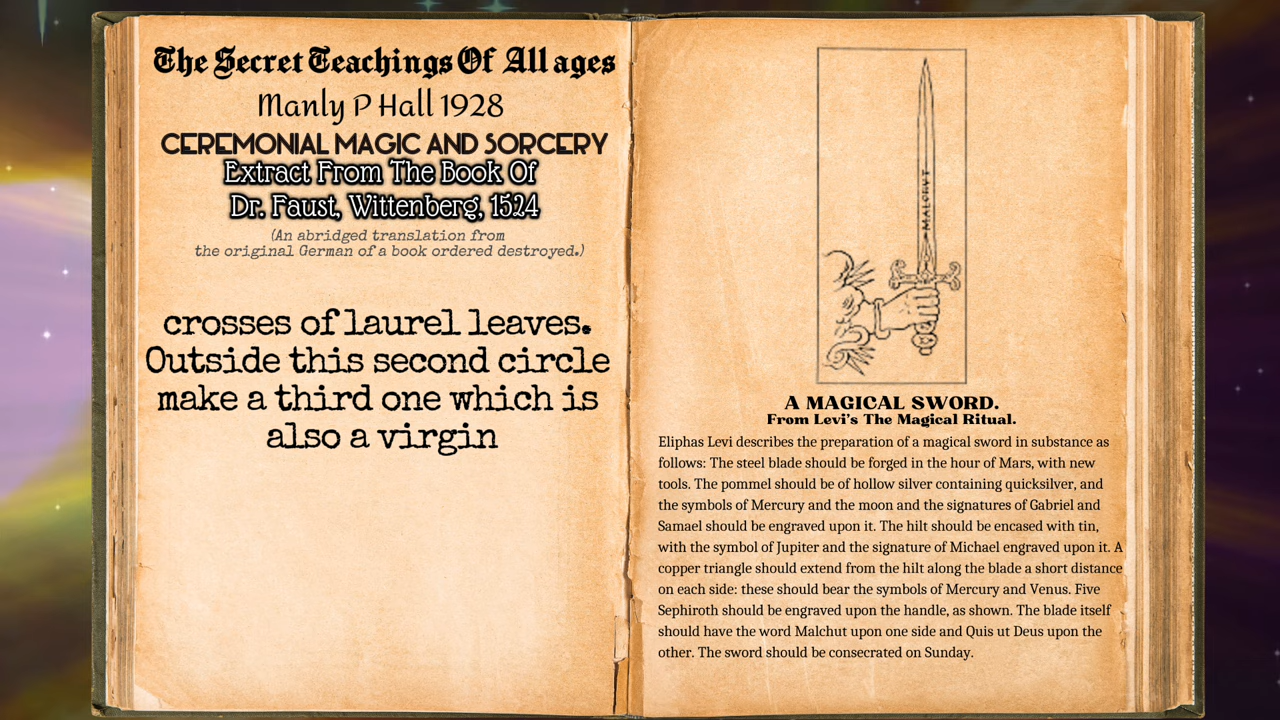 The Secret Teachings Of All ages
Manly P Hall 1928
CEREMONIAL MAGIC AND SORCERY
Extract From The Book Of
Dr. Faust, Wittenberg, 1524
(An abridged translation from
the original German of a book ordered destroyed.)
crosses of laurel leaves.
Outside this second circle
make a third one which is
also a virgin
MALCHVT
A MAGICAL SWORD.
From Levi's The Magical Ritual.
Eliphas Levi describes the preparation of a magical sword in substance as
follows: The steel blade should be forged in the hour of Mars, with new
tools. The pommel should be of hollow silver containing quicksilver, and
the symbols of Mercury and the moon and the signatures of Gabriel and
Samael should be engraved upon it. The hilt should be encased with tin,
with the symbol of Jupiter and the signature of Michael engraved upon it. A
copper triangle should extend from the hilt along the blade a short distance
on each side: these should bear the symbols of Mercury and Venus. Five
Sephiroth should be engraved upon the handle, as shown. The blade itself
should have the word Malchut upon one side and Quis ut Deus upon the
other. The sword should be consecrated on Sunday.